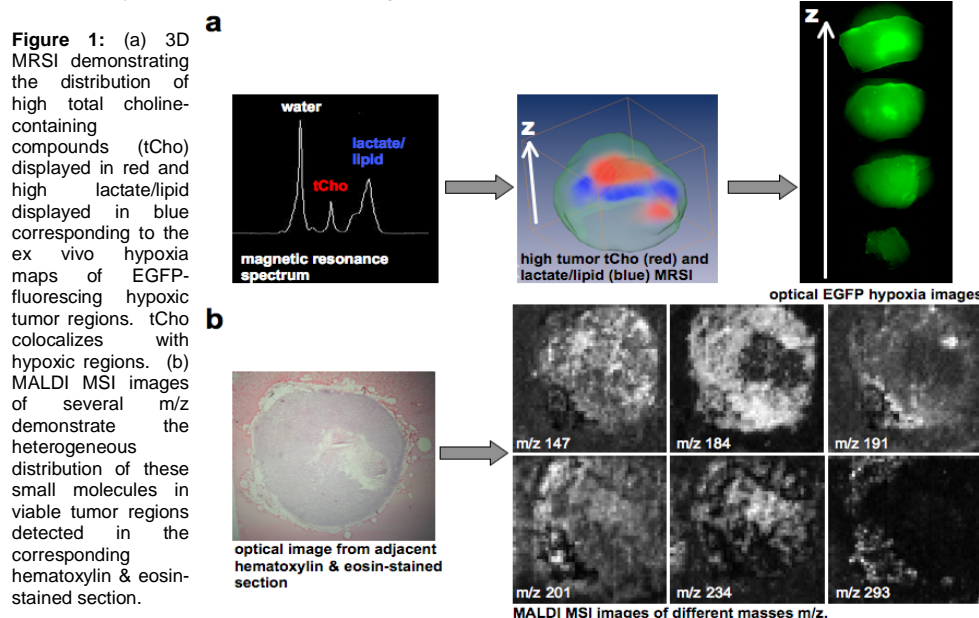 Figure 1: (a) 3D
MRSI demonstrating
the distribution of
high total choline-
containing
compounds (tCho)
displayed in red and
high lactate/lipid
displayed in blue
corresponding to the
ex vivo hypoxia
maps of EGFP-
fluorescing hypoxic
tumor regions. tCho
colocalizes with
hypoxic regions. (b)
MALDI MSI images
of several m/z
demonstrate the
heterogeneous
distribution of these
small molecules in
viable tumor regions
detected in the
corresponding
hematoxylin & eosin-
stained section.
a
water
lactate/
lipid
tCho
magnetic resonance
spectrum
z
high tumor tCho (red) and
lactate/lipid (blue) MRSI
z
optical EGFP hypoxia images
b
optical image from adjacent
hematoxylin & eosin-stained
section
m/z 147
m/z 184
m/z 191
m/z 201
m/z 234
m/z 293
MALDI MSI images of different masses m/z.